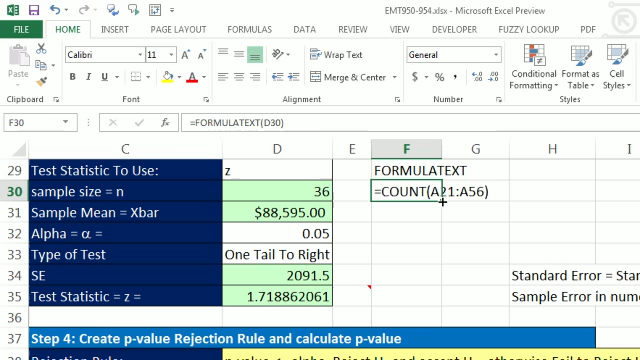 EMT950-954.xlsx - Microsoft Excel Preview
FILE HOME INSERT PAGE LAYOUT FORMULAS DATA REVIEW VIEW DEVELOPER FUZZY LOOKUP PDF
Paste Calibri 11 A A Wrap Text General Conditional Formatting Format as Table Cell Styles
B I U A Merge & Center $ % ,
Clipboard Font Alignment Number Styles
F30 =FORMULATEXT(D30)
C D E F G H I
29 Test Statistic To Use: z FORMULATEXT
30 sample size = n 36 =COUNT(A21:A56)
31 Sample Mean = Xbar $88,595.00
32 Alpha = α = 0.05
33 Type of Test One Tail To Right
34 SE 2091.5 Standard Error = Stan
35 Test Statistic = z = 1.718862061 Sample Error in nume
36
37 Step 4: Create p-value Rejection Rule and calculate p-value